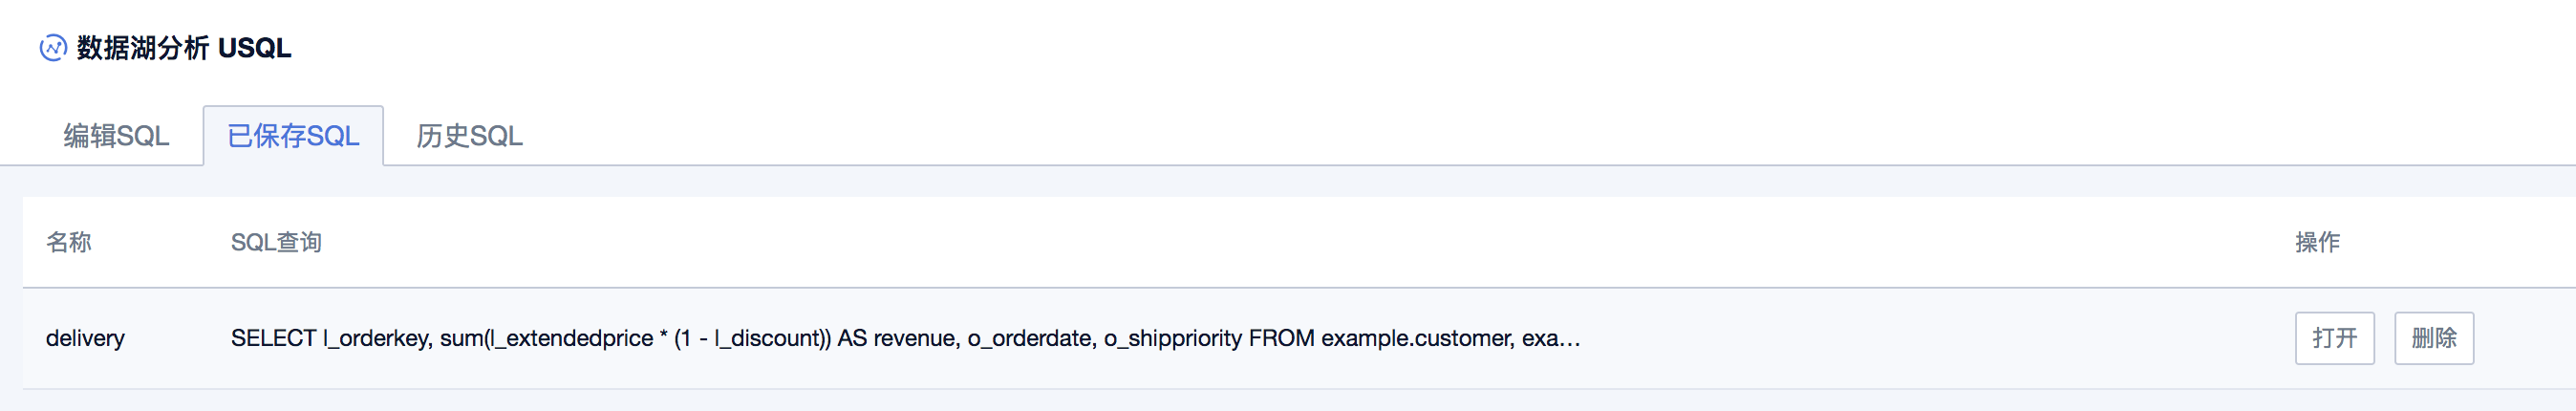 数据湖分析 USQL
编辑SQL 已保存SQL 历史SQL
名称 SQL查询 操作
delivery SELECT l_orderkey, sum(l_extendedprice * (1 - l_discount)) AS revenue, o_orderdate, o_shippriority FROM example.customer, exa... 打开 删除